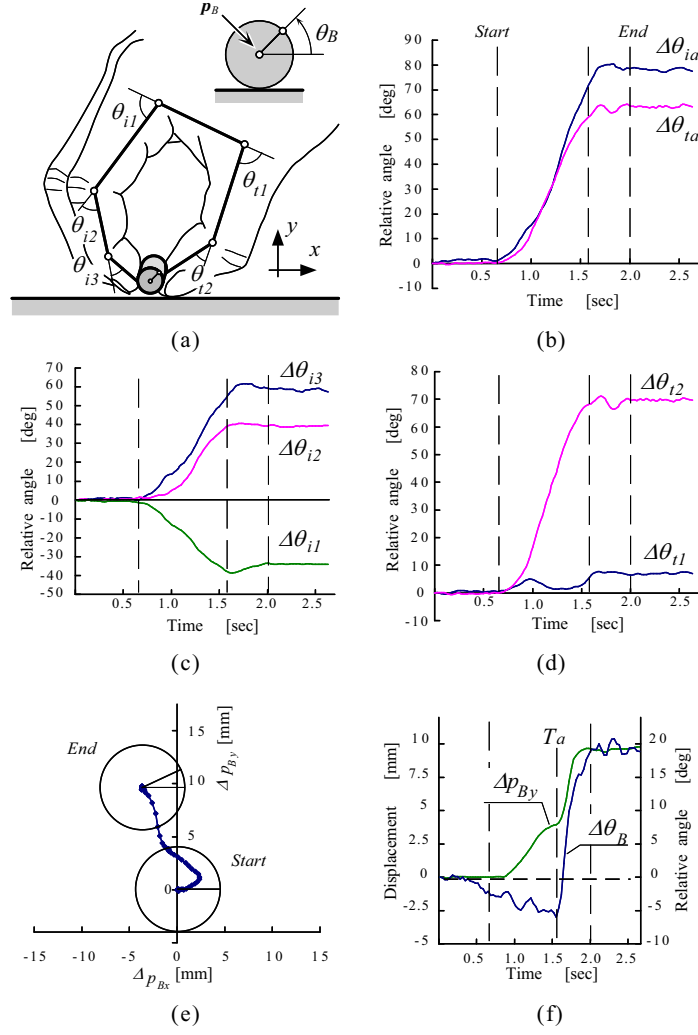 p_B
θ_B
θ_i1
θ_t1
θ_i2
θ_i3
θ_t2
y
x
(a)
Start
End
Relative angle [deg]
80
70
60
50
40
30
20
10
0
-10
Δθ_ia
Δθ_ta
0.5
1.0
1.5
2.0
2.5
Time [sec]
(b)
Relative angle [deg]
70
60
50
40
30
20
10
0
-10
-20
-30
-40
-50
Δθ_i3
Δθ_i2
Δθ_i1
0.5
1.0
1.5
2.0
2.5
Time [sec]
(c)
Relative angle [deg]
80
70
60
50
40
30
20
10
0
-10
Δθ_t2
Δθ_t1
0.5
1.0
1.5
2.0
2.5
Time [sec]
(d)
Δ p_By [mm]
15
10
5
0
End
Start
-15
-10
-5
0
5
10
15
Δ p_Bx [mm]
(e)
Displacement [mm]
10
7.5
5
2.5
0
-2.5
-5
T_a
Δp_By
Δθ_B
20
15
10
5
0
-5
-10
Relative angle [deg]
0.5
1.0
1.5
2.0
2.5
Time [sec]
(f)